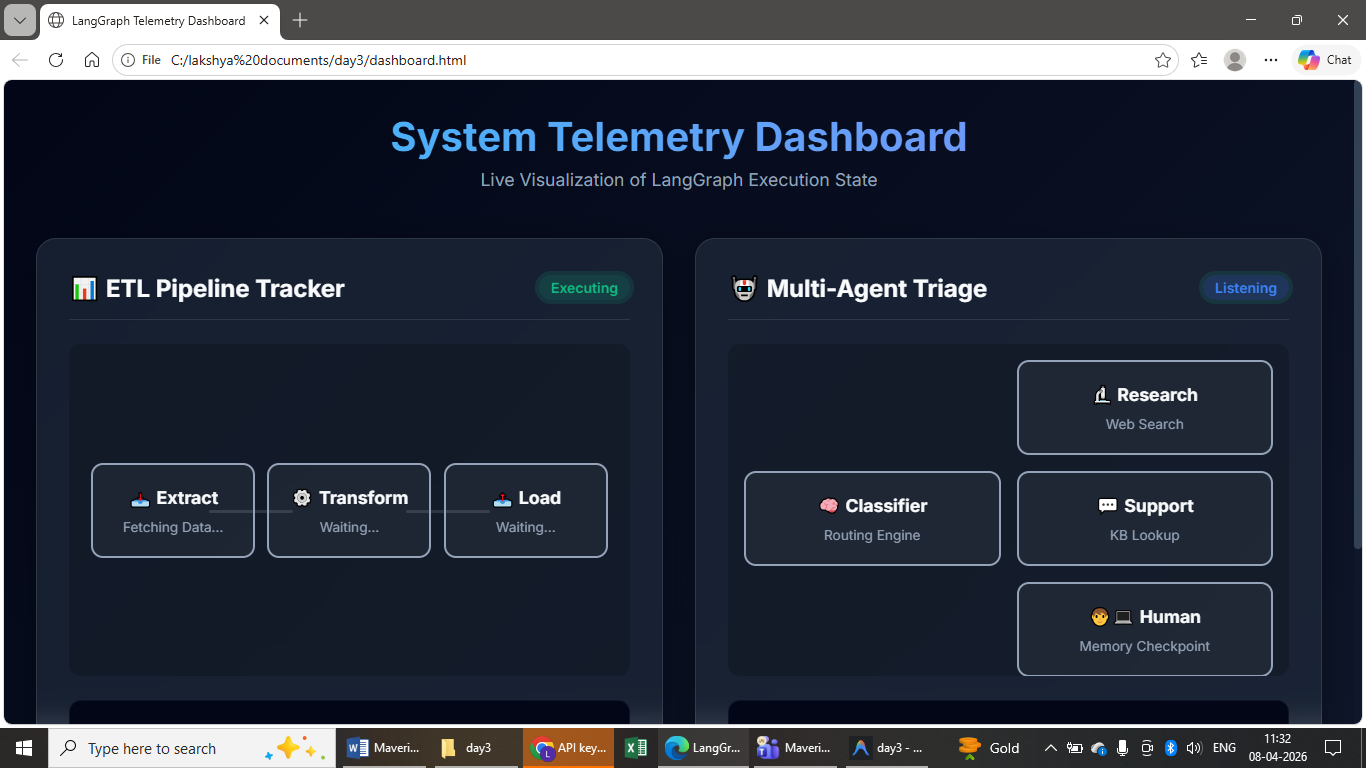 LangGraph Telemetry Dashboard
File C:/lakshya%20documents/day3/dashboard.html
Chat
System Telemetry Dashboard
Live Visualization of LangGraph Execution State
ETL Pipeline Tracker
Executing
Extract
Fetching Data...
Transform
Waiting...
Load
Waiting...
Multi-Agent Triage
Listening
Research
Web Search
Classifier
Routing Engine
Support
KB Lookup
Human
Memory Checkpoint
Type here to search
Maveri...
day3
API key...
LangGr...
Maveri...
day3 - ...
Gold
ENG
11:32
08-04-2026